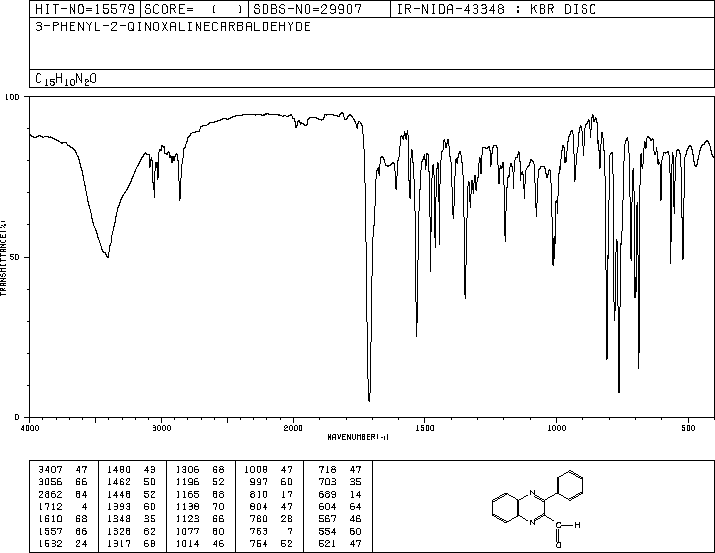 HIT-NO=15579 SCORE= ( ) SDBS-NO=29907 IR-NIDA-43348 : KBR DISC
3-PHENYL-2-QINOXALINECARBALDEHYDE
C15H10N2O
100
50
0
TRANSMITTANCE(%)
4000 3000 2000 1500 1000 500
WAVENUMBER(-1)
3407 47 1480 43 1306 68 1008 47 718 47
3056 66 1462 50 1196 52 997 60 703 35
2862 64 1448 52 1165 68 810 17 689 14
1712 4 1393 60 1138 70 804 47 604 64
1610 68 1348 35 1123 66 780 28 567 46
1557 66 1328 62 1077 60 763 7 554 60
1532 24 1317 68 1014 46 754 52 521 47
N
N
C H
O